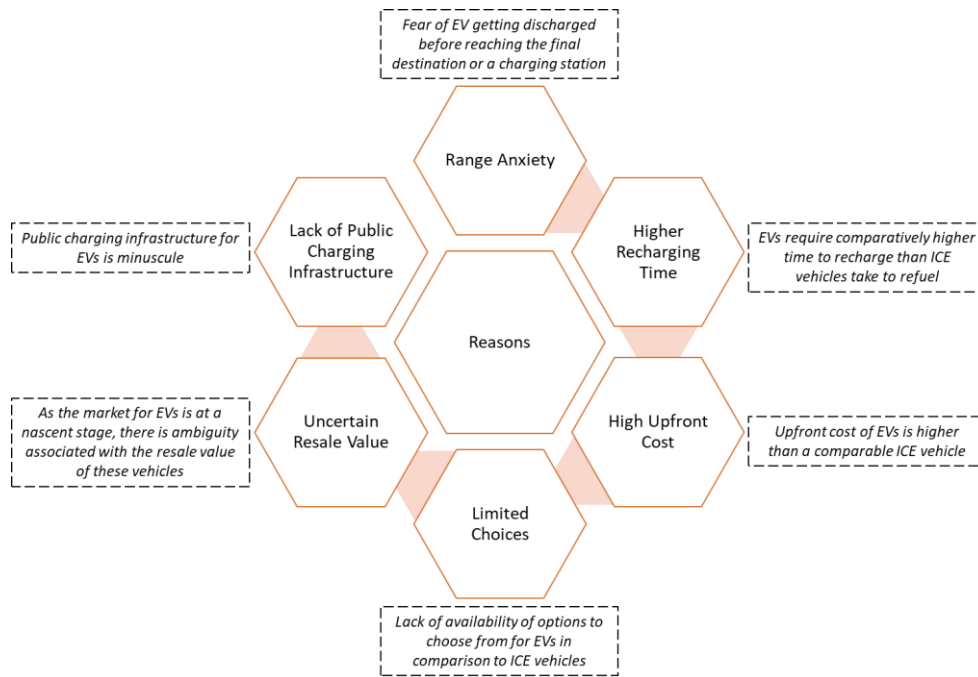 Fear of EV getting discharged
before reaching the final
destination or a charging station
Range Anxiety
Lack of Public
Charging
Infrastructure
Public charging infrastructure for
EVs is minuscule
Higher
Recharging
Time
EVs require comparatively higher
time to recharge than ICE
vehicles take to refuel
Reasons
As the market for EVs is at a
nascent stage, there is ambiguity
associated with the resale value
of these vehicles
Uncertain
Resale Value
High Upfront
Cost
Upfront cost of EVs is higher
than a comparable ICE vehicle
Limited
Choices
Lack of availability of options to
choose from for EVs in
comparison to ICE vehicles